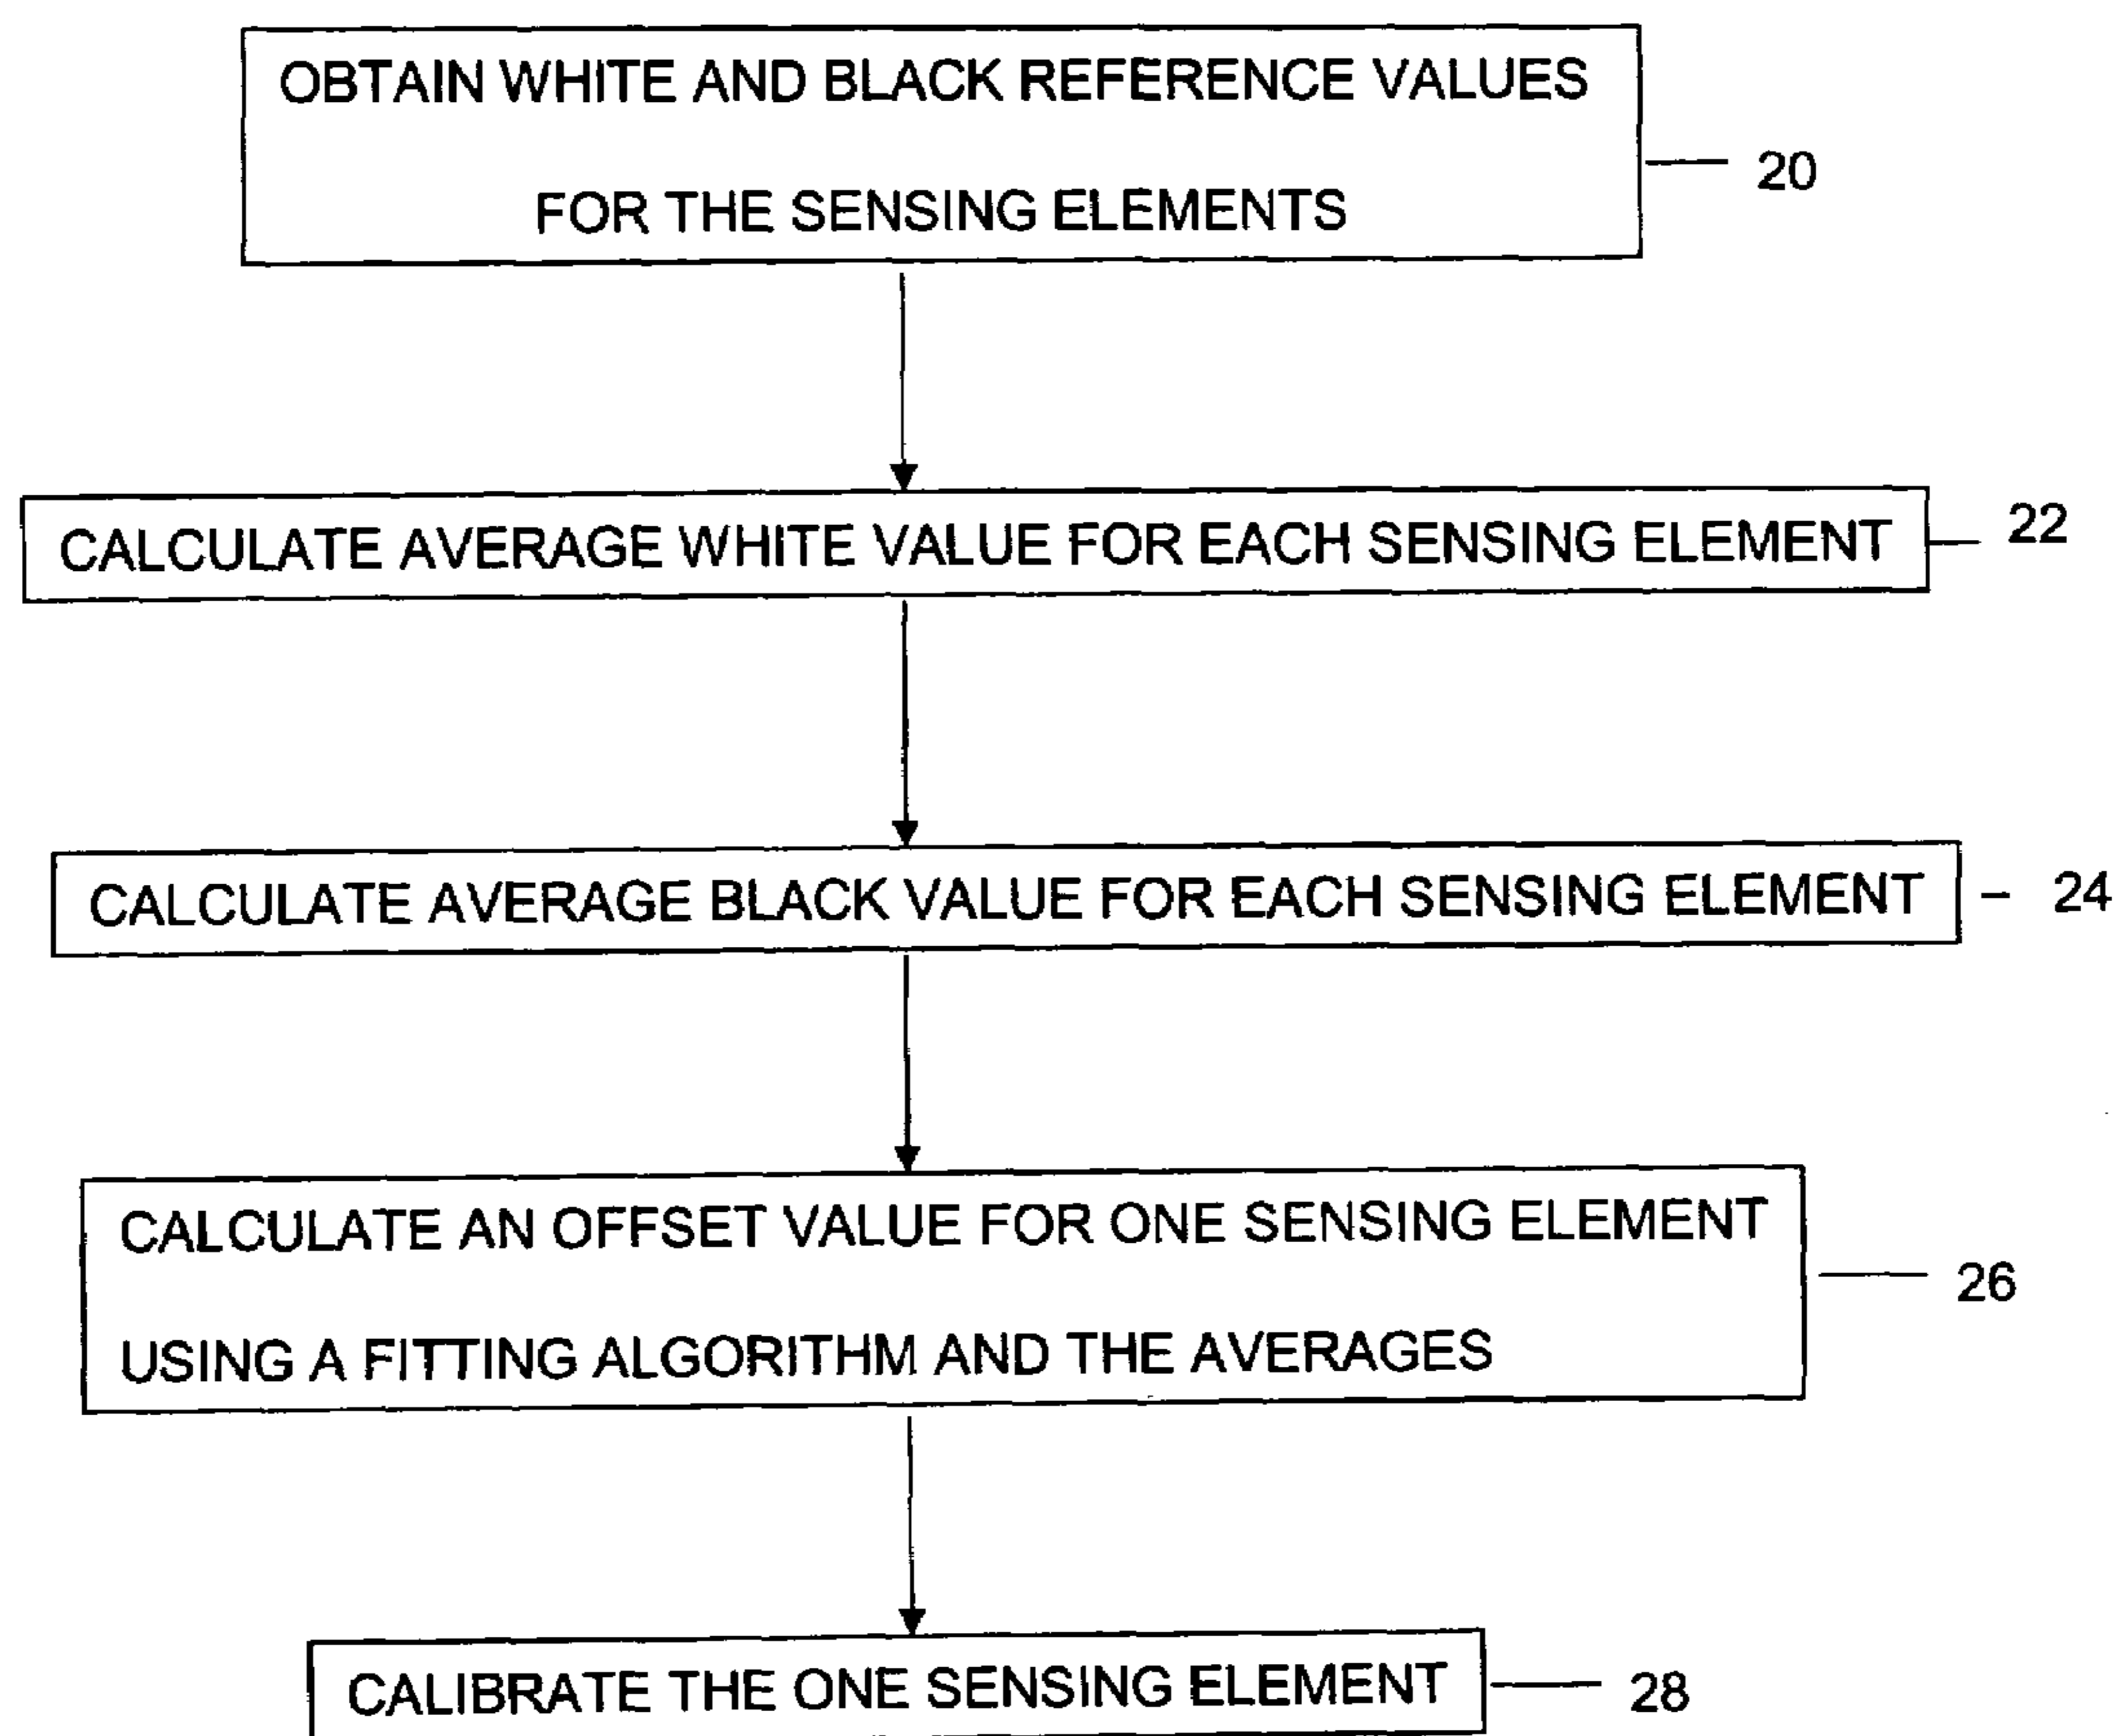 OBTAIN WHITE AND BLACK REFERENCE VALUES
FOR THE SENSING ELEMENTS
20
CALCULATE AVERAGE WHITE VALUE FOR EACH SENSING ELEMENT
22
CALCULATE AVERAGE BLACK VALUE FOR EACH SENSING ELEMENT
24
CALCULATE AN OFFSET VALUE FOR ONE SENSING ELEMENT
USING A FITTING ALGORITHM AND THE AVERAGES
26
CALIBRATE THE ONE SENSING ELEMENT
28